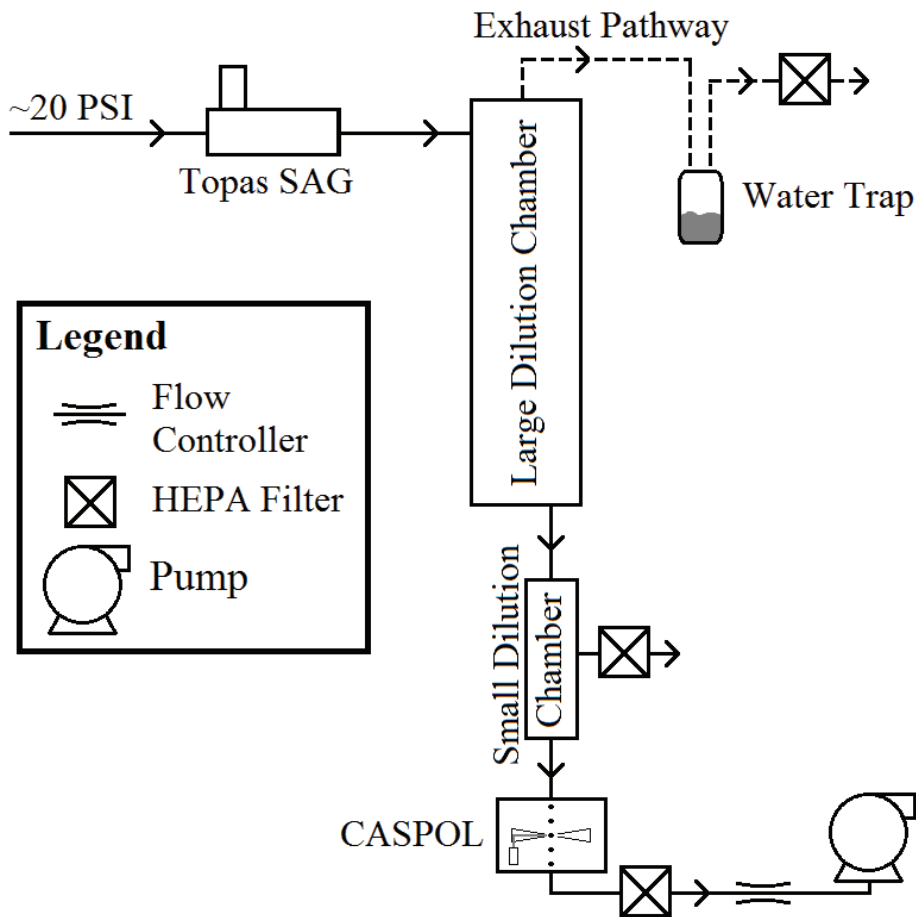 Exhaust Pathway
~20 PSI
Topas SAG
Water Trap
Large Dilution Chamber
Legend
Flow
Controller
HEPA Filter
Pump
Small Dilution
Chamber
CASPOL